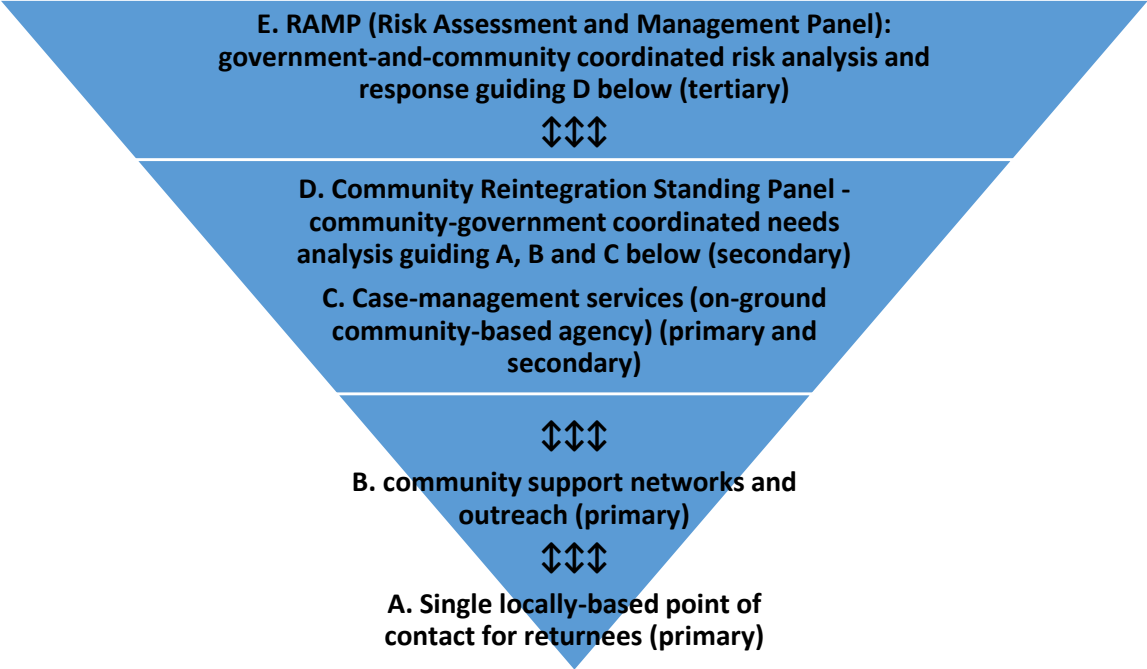 E. RAMP (Risk Assessment and Management Panel):
government-and-community coordinated risk analysis and
response guiding D below (tertiary)
↕↕↕
D. Community Reintegration Standing Panel -
community-government coordinated needs
analysis guiding A, B and C below (secondary)
C. Case-management services (on-ground
community-based agency) (primary and
secondary)
↕↕↕
B. community support networks and
outreach (primary)
↕↕↕
A. Single locally-based point of
contact for returnees (primary)